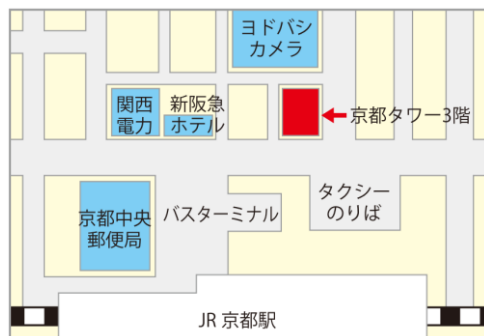 ヨドバシ
カメラ
関西
電力
新阪急
ホテル
京都タワー3階
京都中央
郵便局
バスターミナル
タクシー
のりば
JR 京都駅